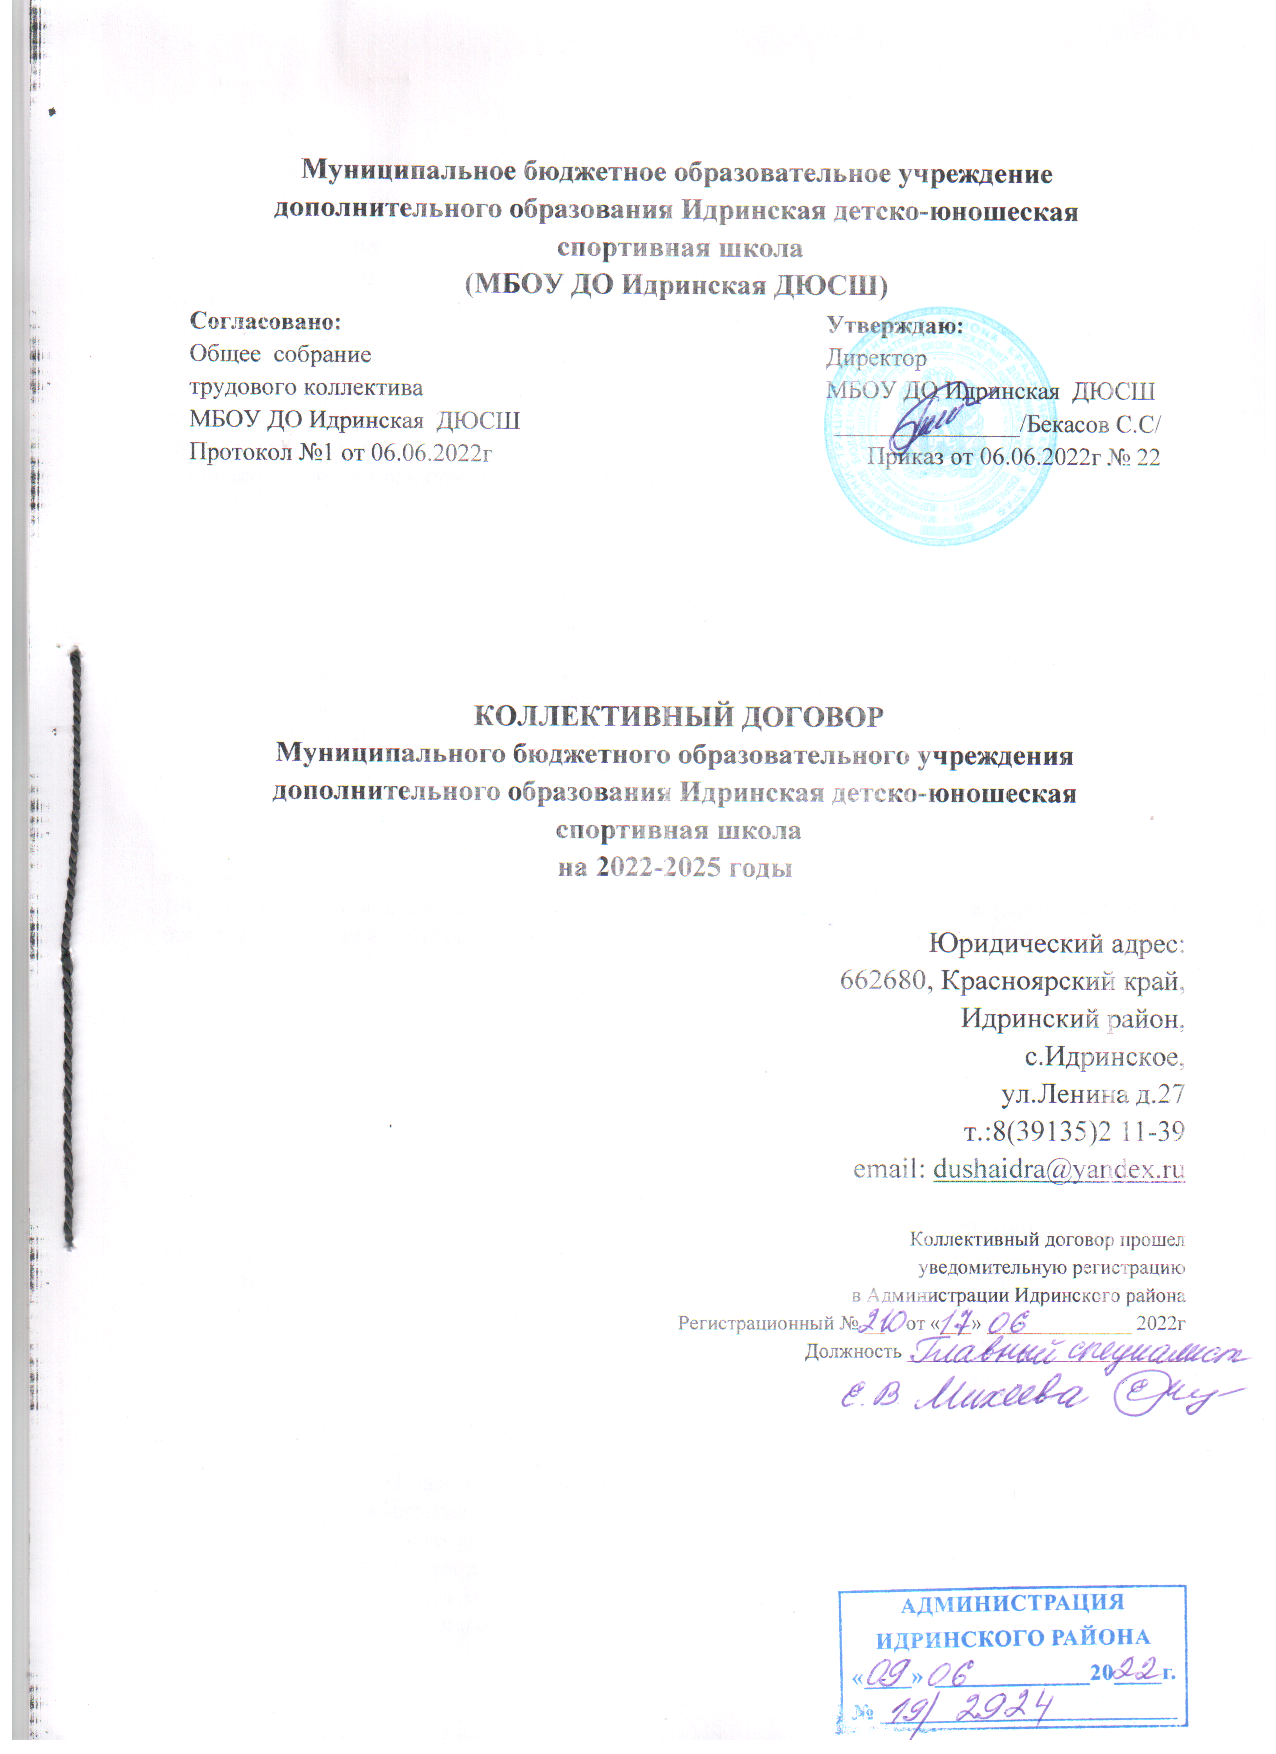 Муниципальное бюджетное образовательное учреждение
дополнительного образования Идринская детско-юношеская
спортивная школа
(МБОУ ДО Идринская ДЮСШ)
Согласовано:
Общее собрание
трудового коллектива
МБОУ ДО Идринская ДЮСШ
Протокол №1 от 06.06.2022г
Утверждаю:
Директор
МБОУ ДО Идринская ДЮСШ
/Бекасов С.С/
Приказ от 06.06.2022г № 22
КОЛЛЕКТИВНЫЙ ДОГОВОР
Муниципального бюджетного образовательного учреждения
дополнительного образования Идринская детско-юношеская
спортивная школа
на 2022-2025 годы
Юридический адрес:
662680, Красноярский край,
Идринский район,
с.Идринское,
ул.Ленина д.27
т.:8(39135)2 11-39
email: dushaidra@yandex.ru
Коллективный договор прошел
уведомительную регистрацию
в Администрации Идринского района
Регистрационный № 210 от «17» 06 2022г
Должность Главный специалист
Е.В. Михеева
АДМИНИСТРАЦИЯ
ИДРИНСКОГО РАЙОНА
«09» 06 2022 г.
№ 19/ 2924